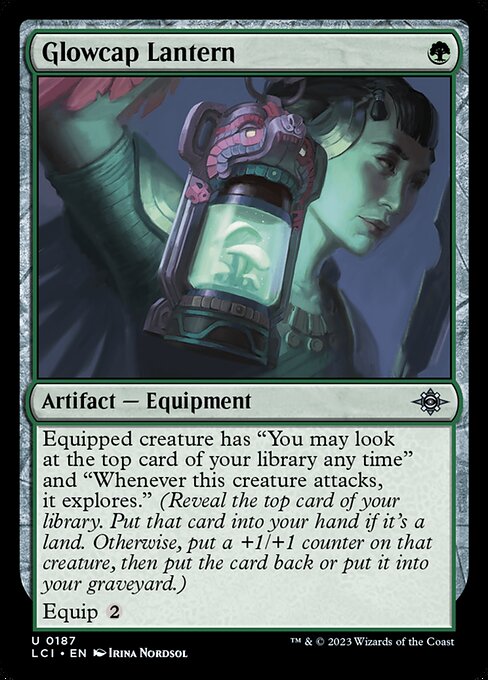 Glowcap Lantern
Artifact — Equipment
Equipped creature has “You may look
at the top card of your library any time”
and “Whenever this creature attacks,
it explores.” (Reveal the top card of your
library. Put that card into your hand if it’s a
land. Otherwise, put a +1/+1 counter on that
creature, then put the card back or put it into
your graveyard.)
Equip 2
U 0187
LCI • EN Irina Nordsol
™ & © 2023 Wizards of the Coast